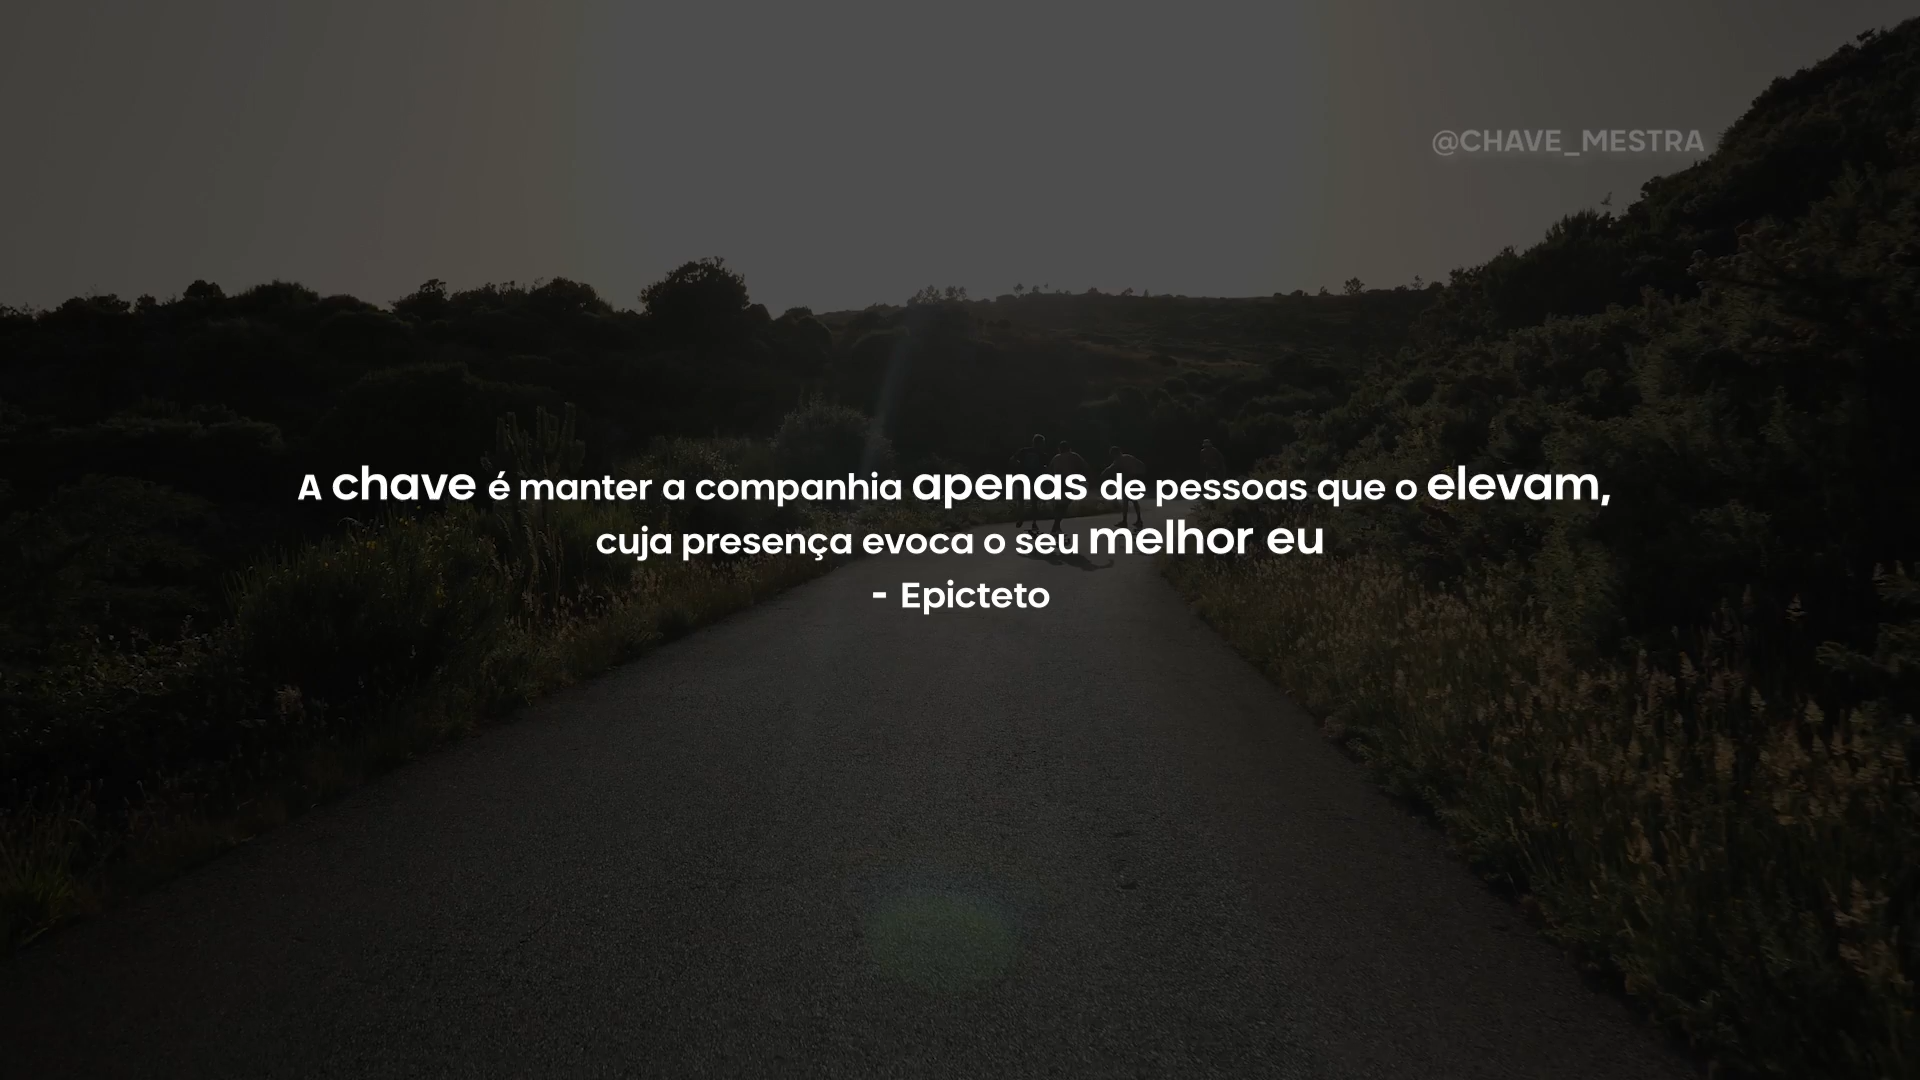 @CHAVE_MESTRA
A chave é manter a companhia apenas de pessoas que o elevam,
cuja presença evoca o seu melhor eu
- Epicteto